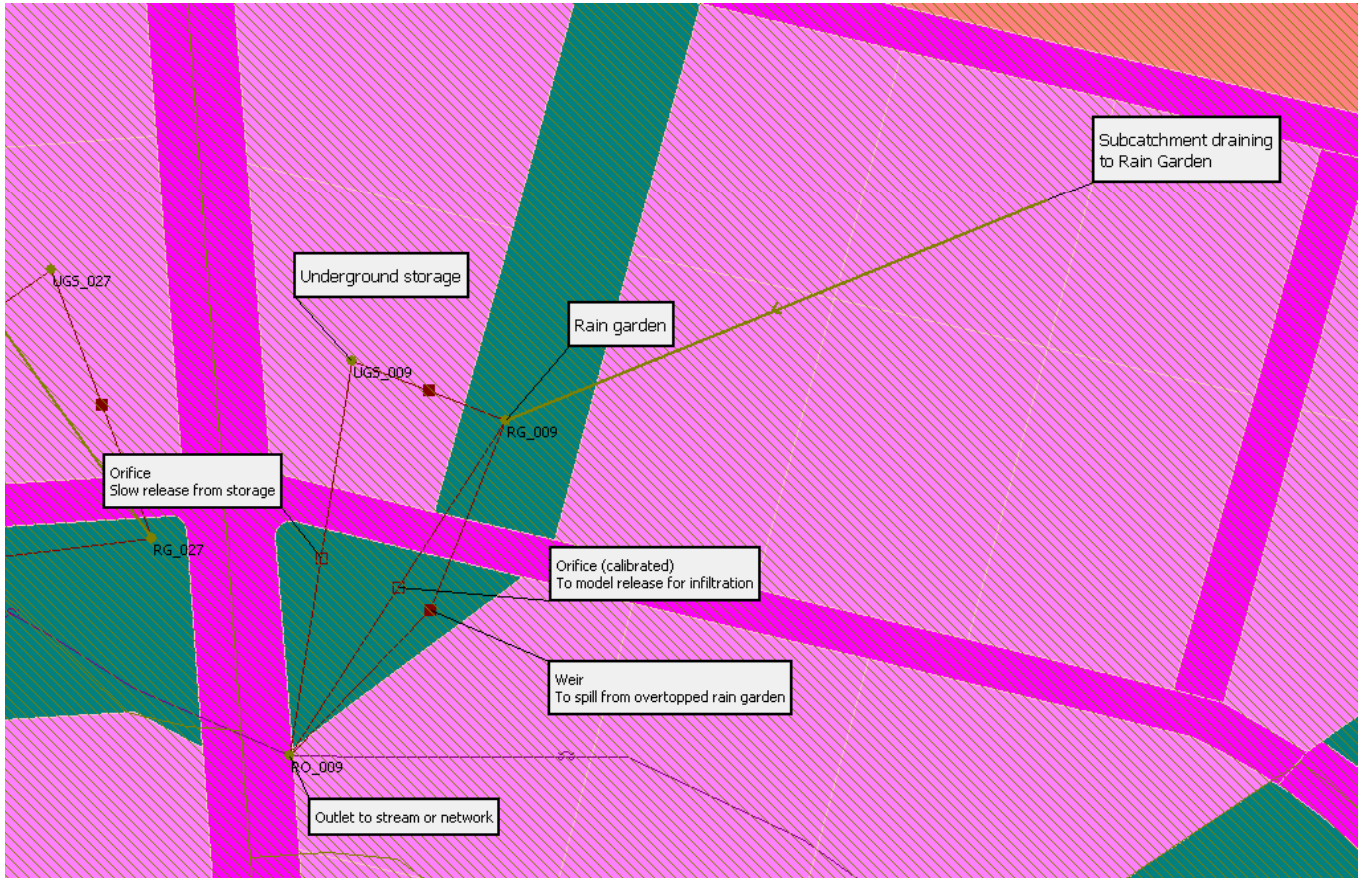 Subcatchment draining
to Rain Garden
Underground storage
UGS_027
Rain garden
UGS_009
RG_009
Orifice
Slow release from storage
RG_027
Orifice (calibrated)
To model release for infiltration
Weir
To spill from overtopped rain garden
RO_009
Outlet to stream or network